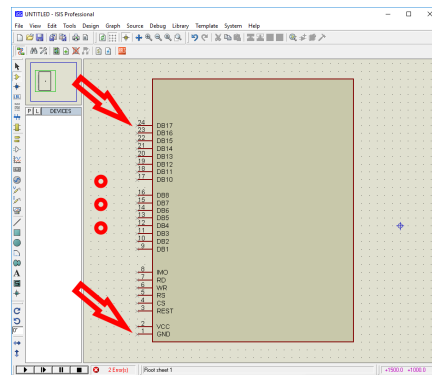 UNTITLED - ISIS Professional
File View Edit Tools Design Graph Source Debug Library Template System Help
P L DEVICES
24 DB17
23 DB16
22 DB15
21 DB14
20 DB13
19 DB12
18 DB11
17 DB10
16 DB8
15 DB7
14 DB6
13 DB5
12 DB4
11 DB3
10 DB2
9 DB1
8 IMO
7 RD
6 WR
5 RS
4 CS
3 REST
2 VCC
1 GND
2 Error(s) Root sheet 1 +1500.0 +1000.0